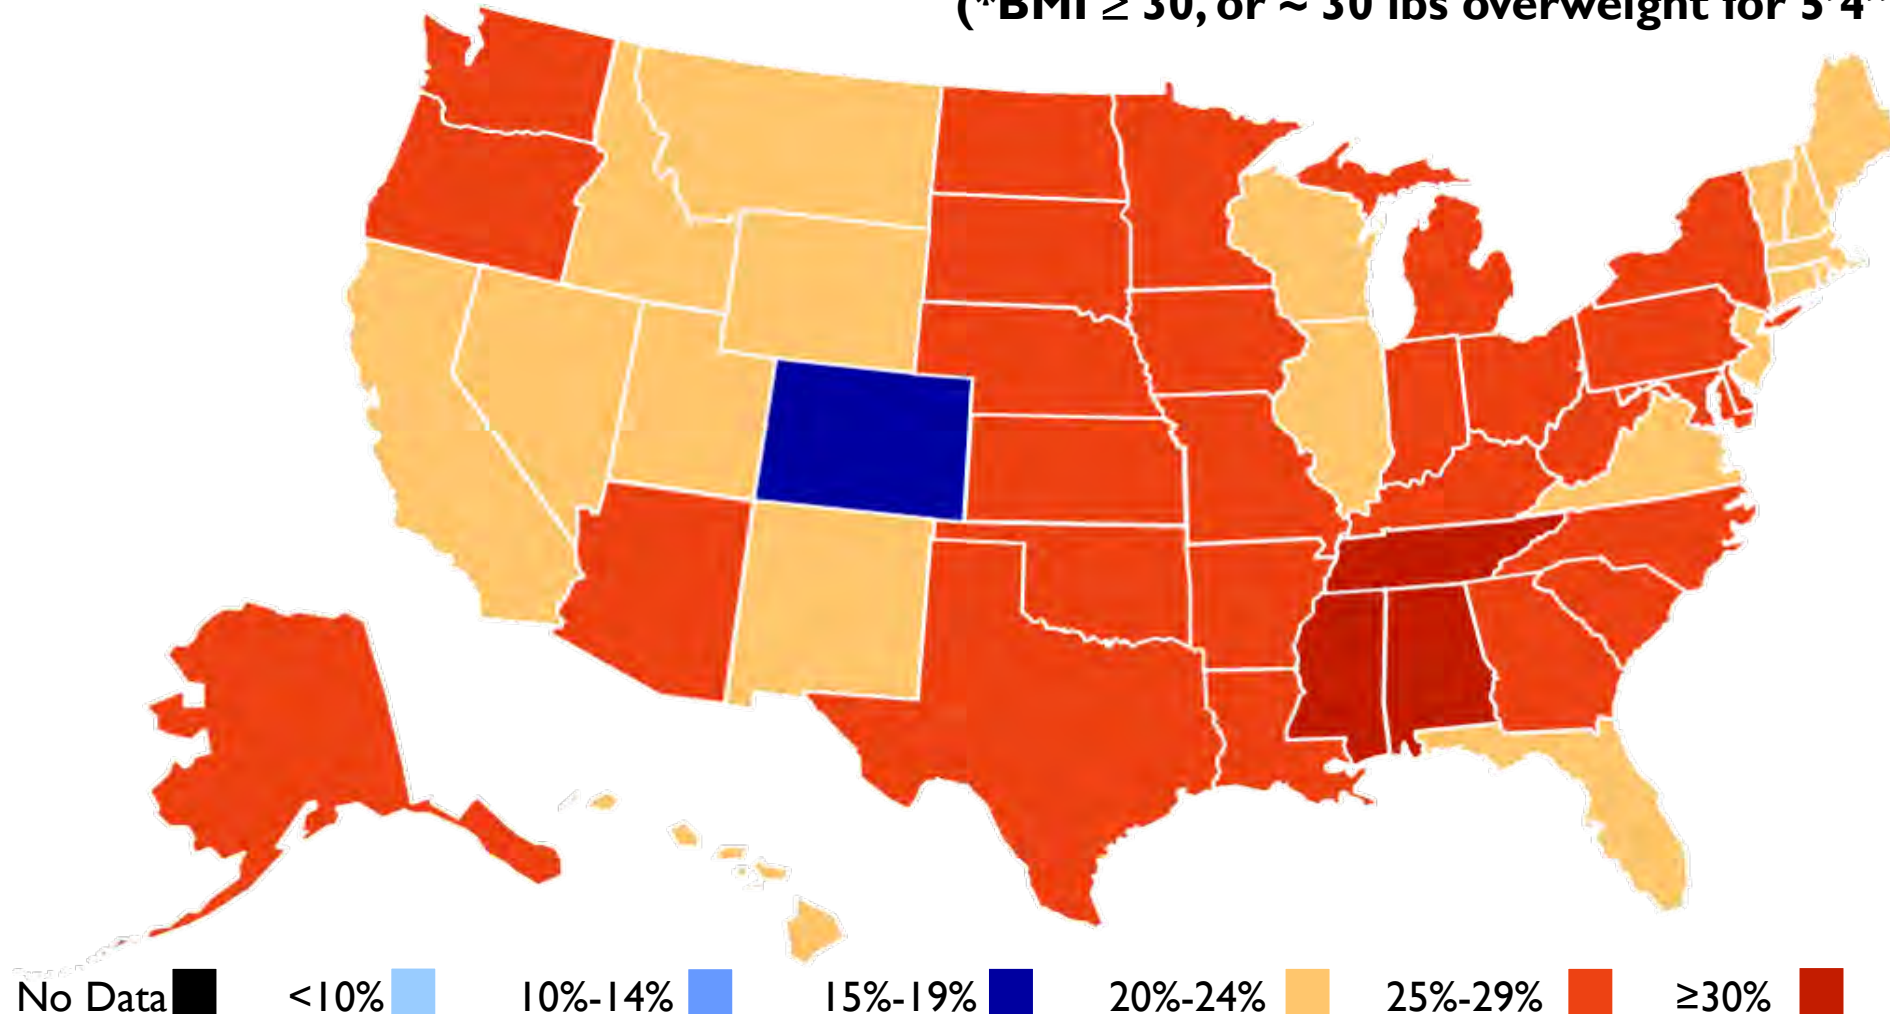 (*BMI ≥ 30, or ~ 30 lbs overweight for 5'4"
No Data <10% 10%-14% 15%-19% 20%-24% 25%-29% ≥30%